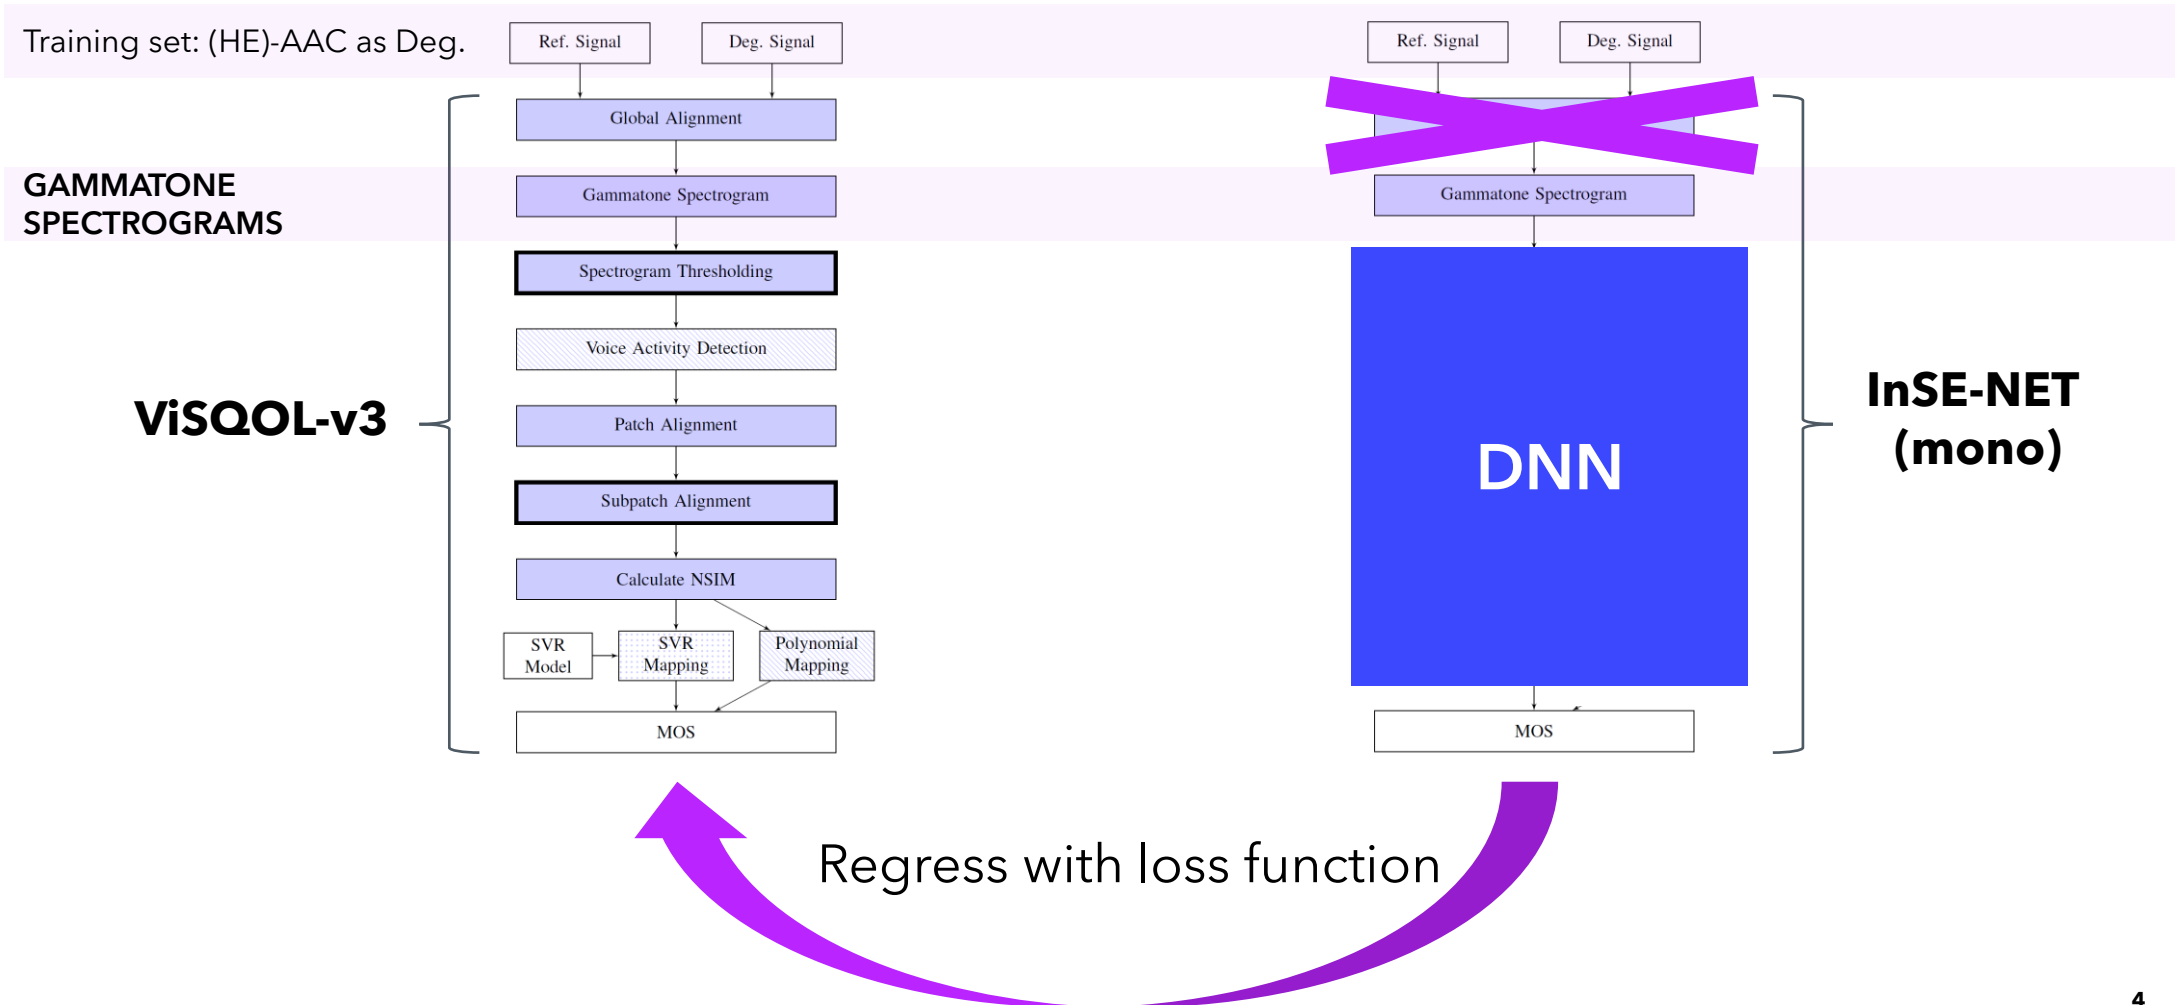 Training set: (HE)-AAC as Deg.
Ref. Signal
Deg. Signal
Global Alignment
GAMMATONE
SPECTROGRAMS
Gammatone Spectrogram
Spectrogram Thresholding
Voice Activity Detection
ViSQOL-v3
Patch Alignment
Subpatch Alignment
Calculate NSIM
SVR
Model
SVR
Mapping
Polynomial
Mapping
MOS
Ref. Signal
Deg. Signal
Gammatone Spectrogram
DNN
InSE-NET
(mono)
MOS
Regress with loss function
4